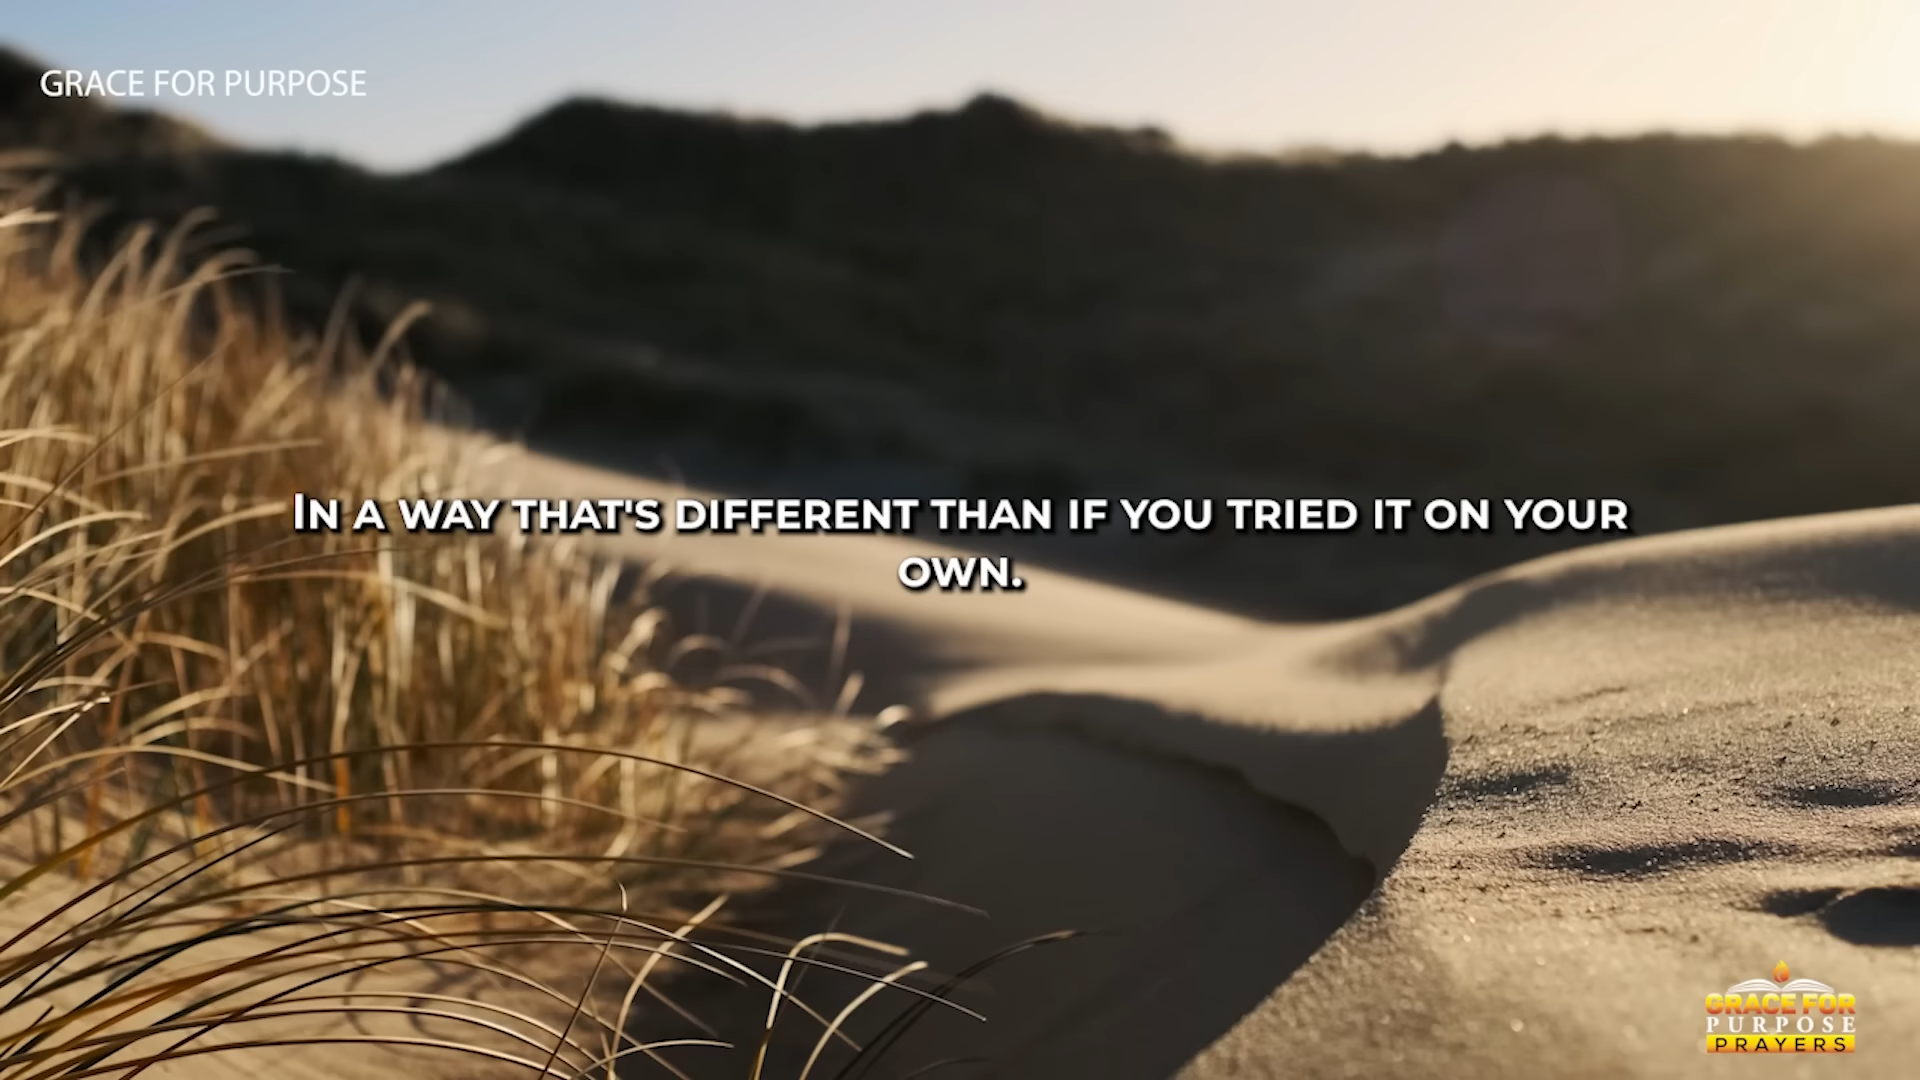 GRACE FOR PURPOSE
IN A WAY THAT'S DIFFERENT THAN IF YOU TRIED IT ON YOUR
OWN.
GRACE FOR
PURPOSE
PRAYERS